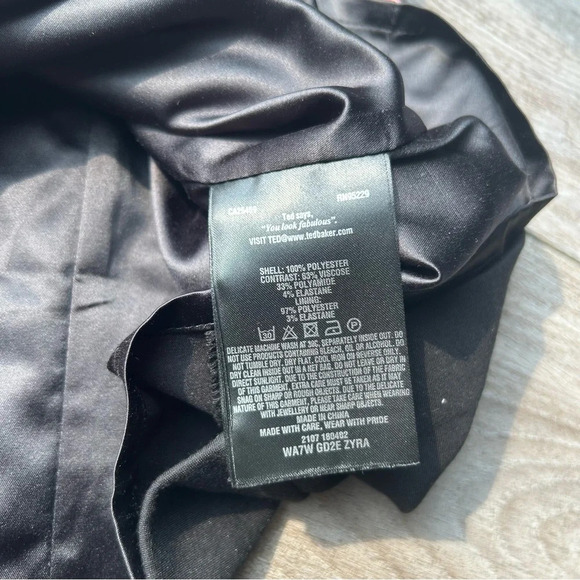 CA25469 RN95229
Ted says,
"You look fabulous".
VISIT TED@www.tedbaker.com
SHELL: 100% POLYESTER
CONTRAST: 63% VISCOSE
33% POLYAMIDE
4% ELASTANE
LINING:
97% POLYESTER
3% ELASTANE
30 P
DELICATE MACHINE WASH AT 30C, SEPARATELY INSIDE OUT. DO
NOT USE PRODUCTS CONTAINING BLEACH, OIL OR ALCOHOL. DO
NOT TUMBLE DRY. DRY FLAT, COOL IRON ON REVERSE ONLY.
DRY CLEAN INSIDE OUT IN A NET BAG. DO NOT LEAVE OR DRY IN
DIRECT SUNLIGHT. DUE TO THE CONSTRUCTION OF THE FABRIC
OF THIS GARMENT, EXTRA CARE MUST BE TAKEN AS IT MAY
SNAG ON SHARP OR ROUGH OBJECTS. DUE TO THE DELICATE
NATURE OF THIS GARMENT PLEASE TAKE CARE WHEN WEARING
WITH JEWELLERY OR NEAR SHARP OBJECTS.
MADE IN CHINA
MADE WITH CARE, WEAR WITH PRIDE
2107 180402
WA7W GD2E ZYRA